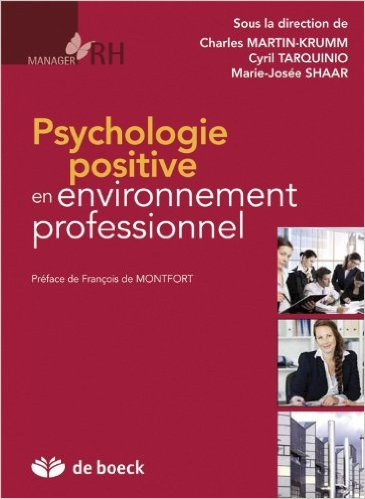 Sous la direction de
Charles MARTIN-KRUMM
Cyril TARQUINIO
Marie-Josée SHAAR
MANAGER RH
Psychologie
positive
en environnement
professionnel
Préface de François de MONTFORT
de boeck